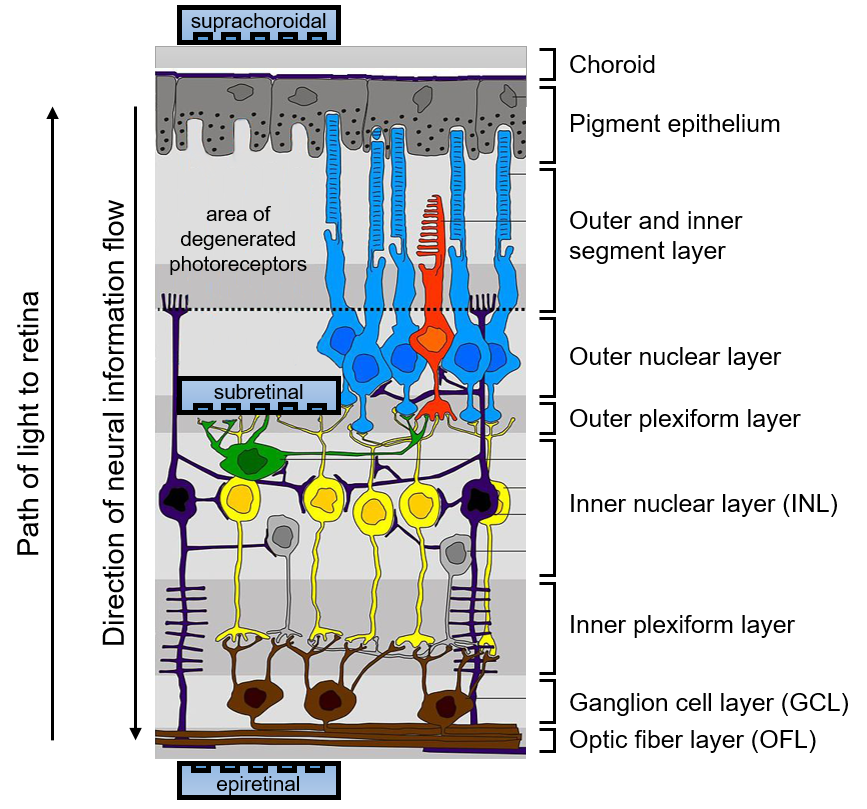 suprachoroidal
Choroid
Pigment epithelium
area of
degenerated
photoreceptors
Outer and inner
segment layer
Path of light to retina
Direction of neural information flow
Outer nuclear layer
subretinal
Outer plexiform layer
Inner nuclear layer (INL)
Inner plexiform layer
Ganglion cell layer (GCL)
Optic fiber layer (OFL)
epiretinal